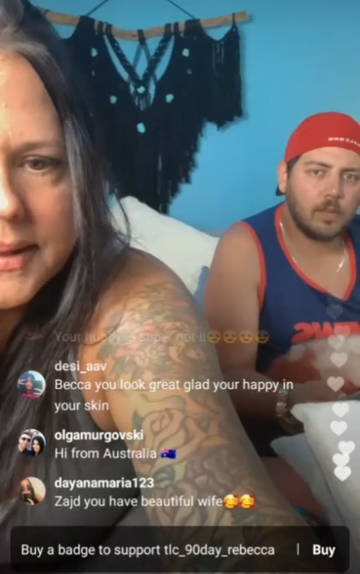 desi_aav
Becca you look great glad your happy in
your skin
olgamurgovski
Hi from Australia 🇦🇺
dayanamaria123
Zajd you have beautiful wife🥰🥰
Buy a badge to support tlc_90day_rebecca | Buy